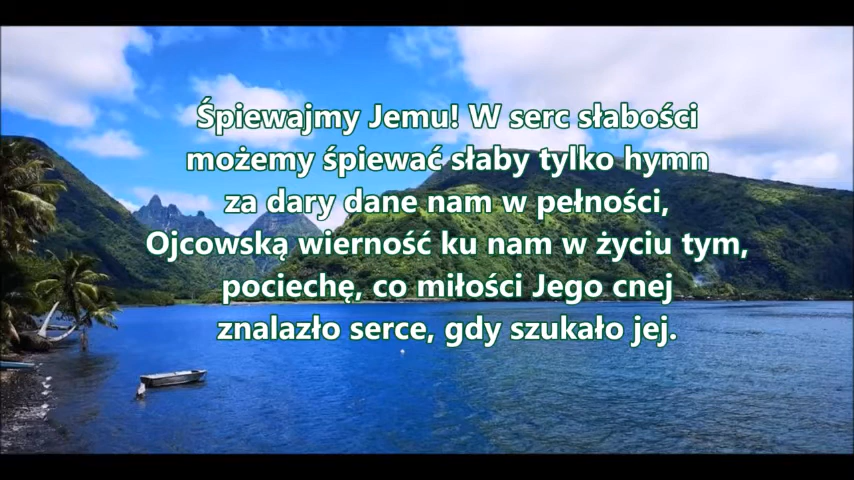 Śpiewajmy Jemu! W serc słabości
możemy śpiewać słaby tylko hymn
za dary dane nam w pełności,
Ojcowską wierność ku nam w życiu tym,
pociechę, co miłości Jego cnej
znalazło serce, gdy szukało jej.